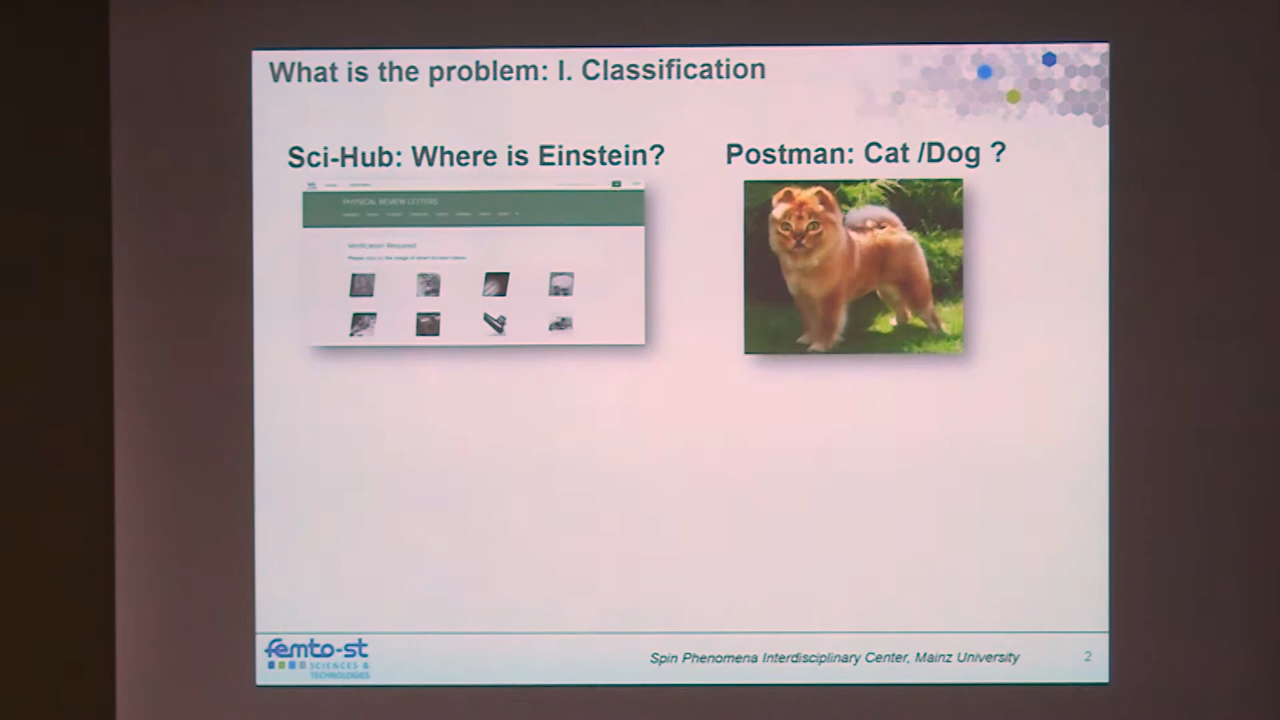 What is the problem: I. Classification
Sci-Hub: Where is Einstein?
Postman: Cat /Dog ?
PHYSICAL REVIEW LETTERS
Verification Required
femto-st
SCIENCES &
TECHNOLOGIES
Spin Phenomena Interdisciplinary Center, Mainz University
2